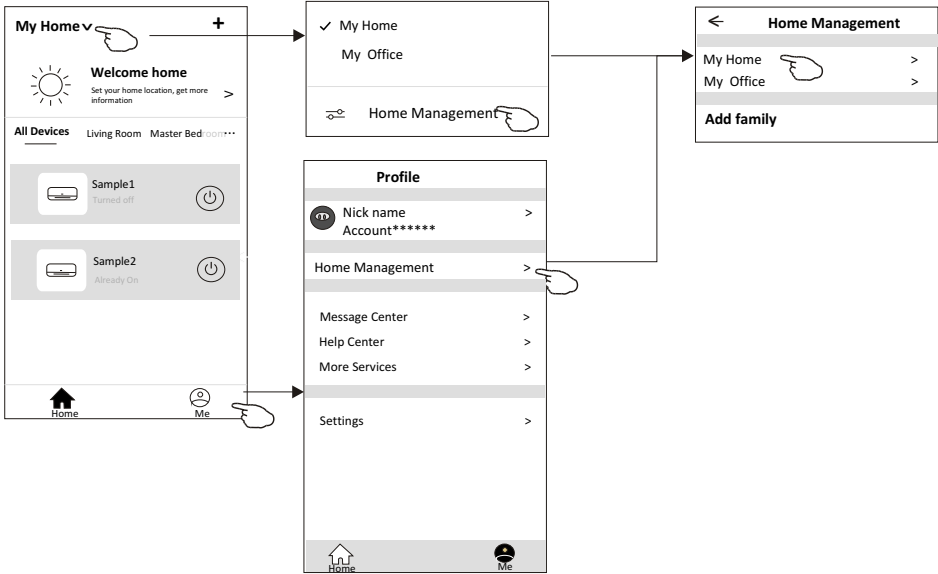 My Home
+
Welcome home
Set your home location, get more
information
>
All Devices Living Room Master Bedroom ···
Sample1
Turned off
Sample2
Already On
Home
Me
✓ My Home
My Office
Home Management
Profile
Nick name >
Account******
Home Management >
Message Center >
Help Center >
More Services >
Settings >
Home
Me
Home Management
My Home >
My Office >
Add family